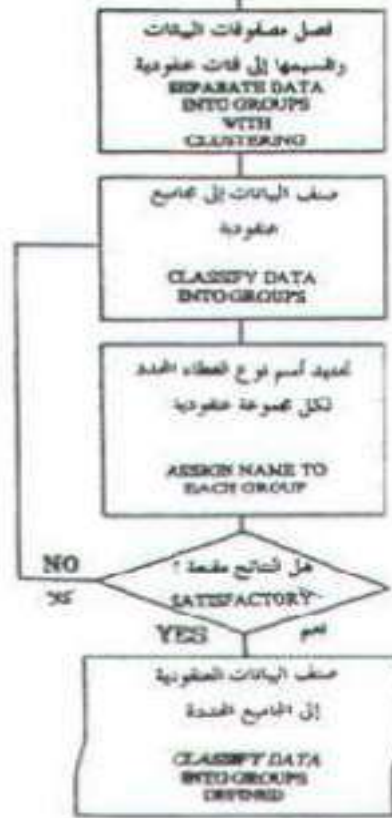 فصل مصفوفات البيانات
وتقسيمها إلى فئات عنقودية
SEPARATE DATA
INTO GROUPS
WITH
CLUSTERING
صنف البيانات إلى مجاميع
عنقودية
CLASSIFY DATA
INTO GROUPS
تحديد أسم نوع الغطاء المحدد
لكل مجموعة عنقودية
ASSIGN NAME TO
EACH GROUP
هل النتائج مقنعة ؟
SATISFACTORY
NO
كلا
YES
نعم
صنف البيانات العنقودية
إلى المجاميع المحددة
CLASSIFY DATA
INTO GROUPS
DEFINED